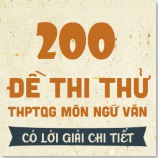 200
ĐỀ THI THỬ
THPTQG MÔN NGỮ VĂN
CÓ LỜI GIẢI CHI TIẾT